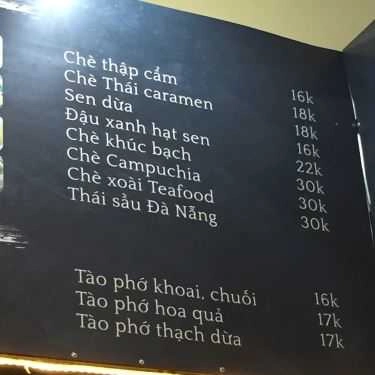 Chè thập cẩm 16k
Chè Thái caramen 18k
Sen dừa 18k
Đậu xanh hạt sen 16k
Chè khúc bạch 22k
Chè Campuchia 30k
Chè xoài Teafood 30k
Thái sầu Đà Nẵng 30k
Tào phớ khoai, chuối 16k
Tào phớ hoa quả 17k
Tào phớ thạch dừa 17k